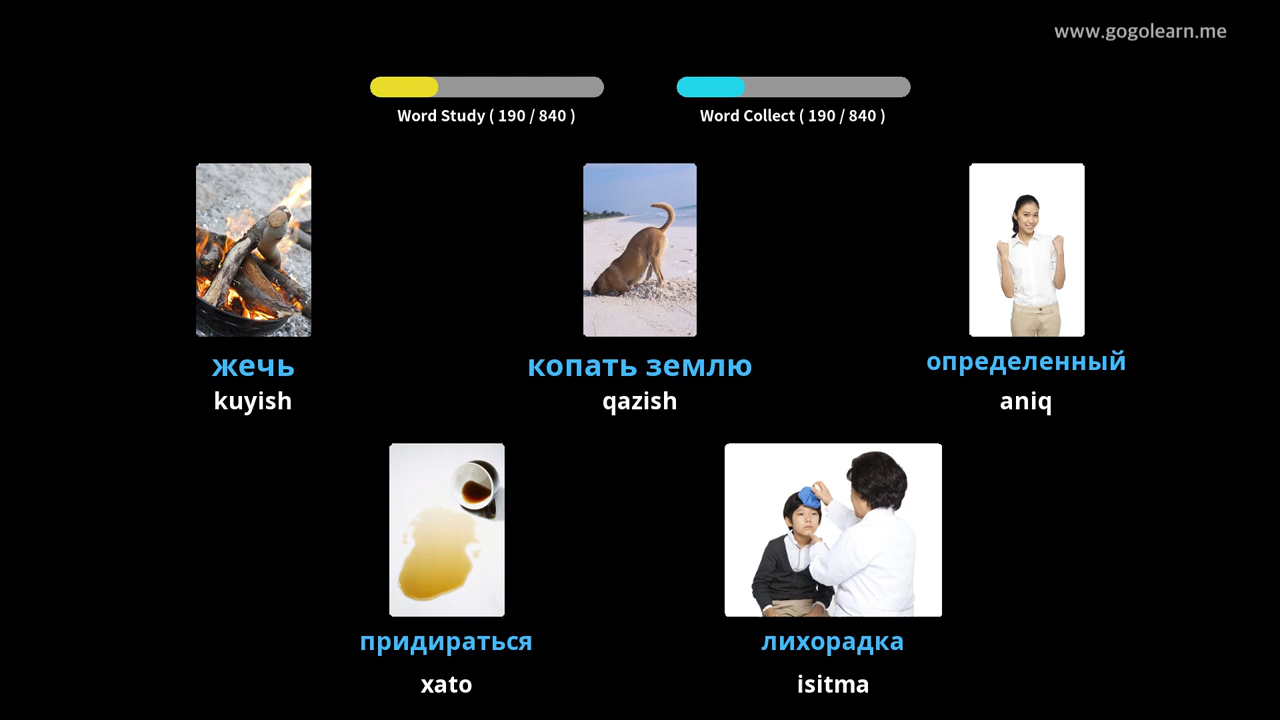 www.gogolearn.me
Word Study ( 190 / 840 )
Word Collect ( 190 / 840 )
жечь
kuyish
копать землю
qazish
определенный
aniq
придираться
xato
лихорадка
isitma